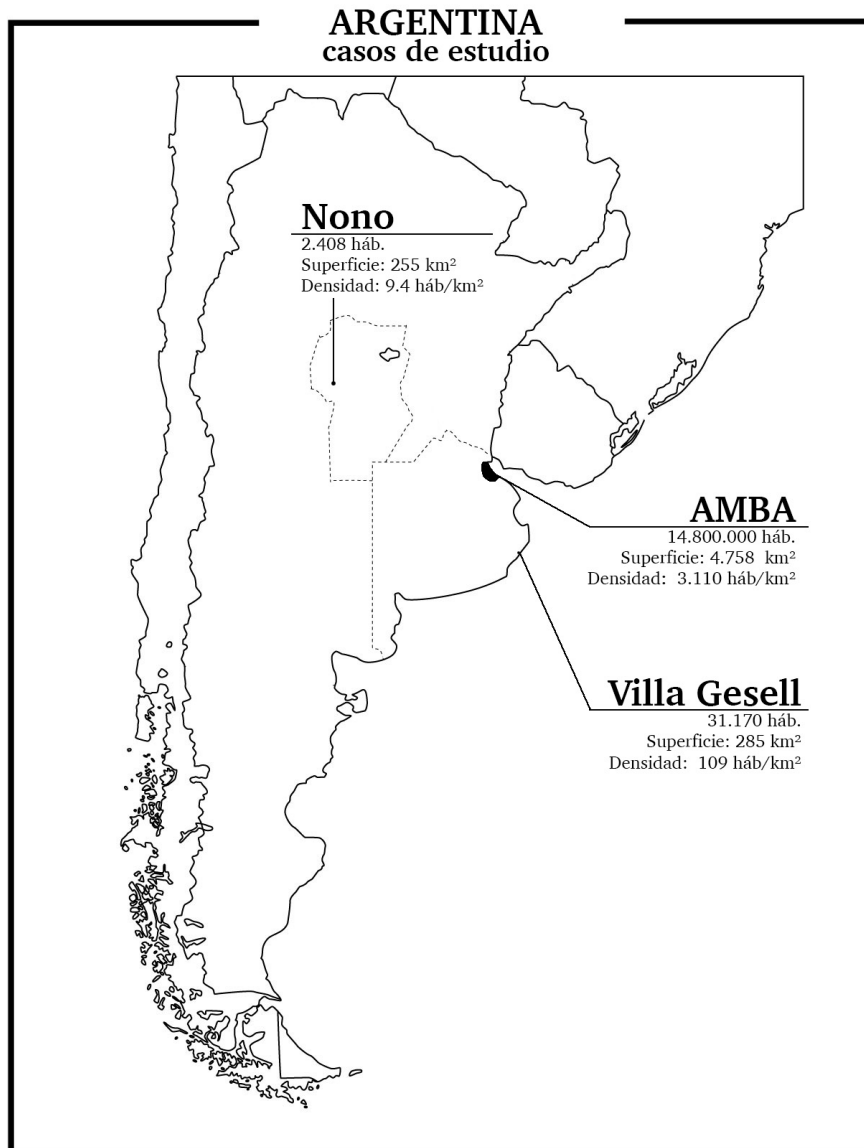 ARGENTINA
casos de estudio
Nono
2.408 háb.
Superficie: 255 km²
Densidad: 9.4 háb/km²
AMBA
14.800.000 háb.
Superficie: 4.758 km²
Densidad: 3.110 háb/km²
Villa Gesell
31.170 háb.
Superficie: 285 km²
Densidad: 109 háb/km²